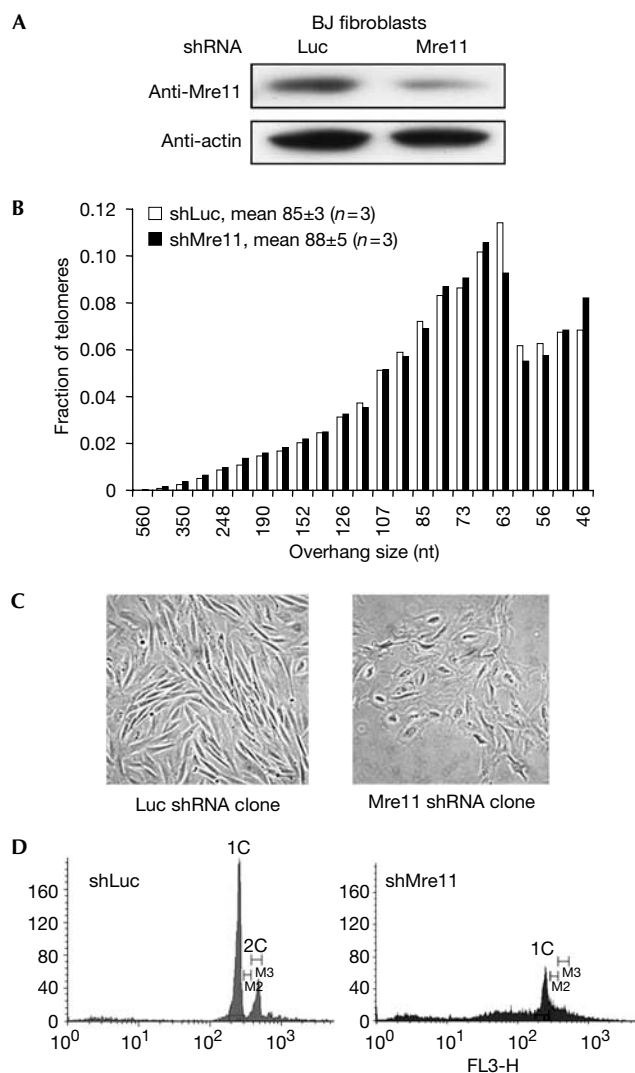 A
BJ fibroblasts
shRNA Luc Mre11
Anti-Mre11
Anti-actin
B
0.12
0.10
0.08
0.06
0.04
0.02
0
Fraction of telomeres
shLuc, mean 85±3 (n=3)
shMre11, mean 88±5 (n=3)
560 350 248 190 152 126 107 85 73 63 56 46
Overhang size (nt)
C
Luc shRNA clone Mre11 shRNA clone
D
shLuc
1C
2C
M3
M2
160
120
80
40
0
10⁰ 10¹ 10² 10³
shMre11
1C
M3
M2
160
120
80
40
0
10⁰ 10¹ 10² 10³
FL3-H